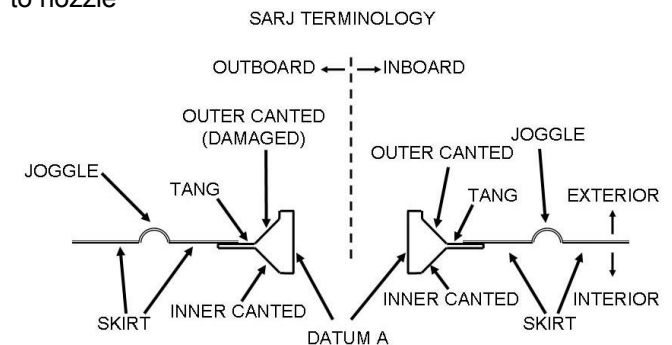 to nozzle
SARJ TERMINOLOGY
OUTBOARD
INBOARD
OUTER CANTED
(DAMAGED)
JOGGLE
TANG
SKIRT
INNER CANTED
DATUM A
OUTER CANTED
JOGGLE
TANG
EXTERIOR
INNER CANTED
INTERIOR
SKIRT